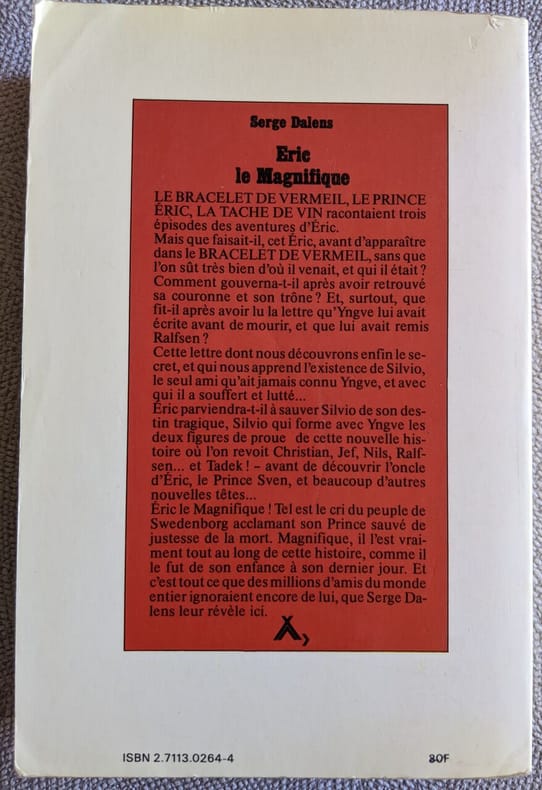 Serge Dalens
Eric
le Magnifique
LE BRACELET DE VERMEIL, LE PRINCE
ÉRIC, LA TACHE DE VIN racontaient trois
épisodes des aventures d'Éric.
Mais que faisait-il, cet Éric, avant d'apparaître
dans le BRACELET DE VERMEIL, sans que
l'on sût très bien d'où il venait, et qui il était ?
Comment gouverna-t-il après avoir retrouvé
sa couronne et son trône ? Et, surtout, que
fit-il après avoir lu la lettre qu'Yngve lui avait
écrite avant de mourir, et que lui avait remis
Ralfsen ?
Cette lettre dont nous découvrons enfin le se-
cret, et qui nous apprend l'existence de Silvio,
le seul ami qu'ait jamais connu Yngve, et avec
qui il a souffert et lutté...
Éric parviendra-t-il à sauver Silvio de son des-
tin tragique, Silvio qui forme avec Yngve les
deux figures de proue de cette nouvelle his-
toire où l'on revoit Christian, Jef, Nils, Ralf-
sen... et Tadek ! – avant de découvrir l'oncle
d'Éric, le Prince Sven, et beaucoup d'autres
nouvelles têtes...
Éric le Magnifique ! Tel est le cri du peuple de
Swedenborg acclamant son Prince sauvé de
justesse de la mort. Magnifique, il l'est vrai-
ment tout au long de cette histoire, comme il
le fut de son enfance à son dernier jour. Et
c'est tout ce que des millions d'amis du monde
entier ignoraient encore de lui, que Serge Da-
lens leur révèle ici.
ISBN 2.7113.0264-4
80F